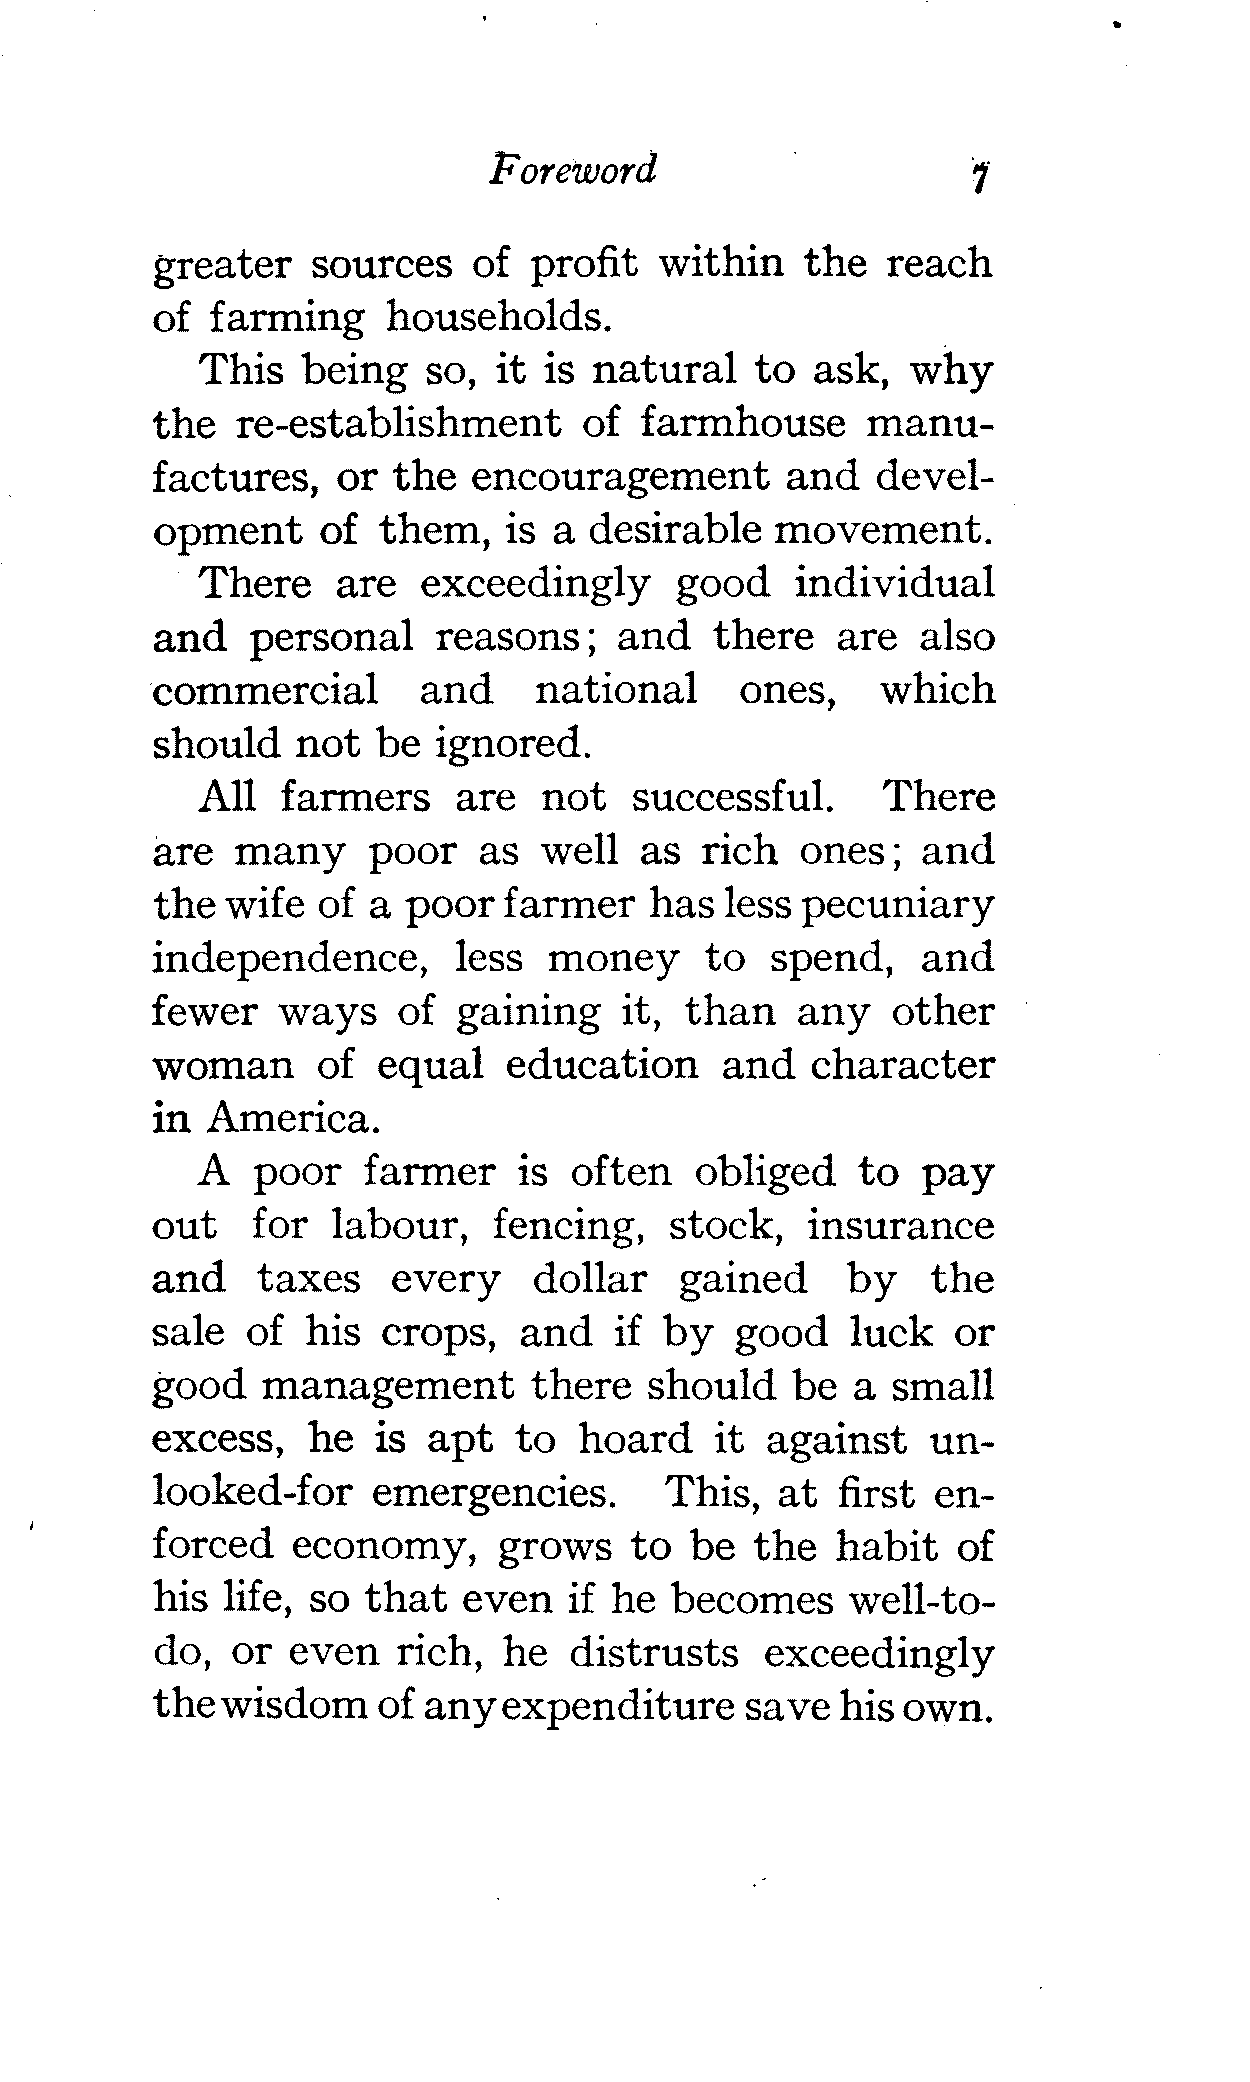 Foreword 7
greater sources of profit within the reach
of farming households.
This being so, it is natural to ask, why
the re-establishment of farmhouse manu-
factures, or the encouragement and devel-
opment of them, is a desirable movement.
There are exceedingly good individual
and personal reasons; and there are also
commercial and national ones, which
should not be ignored.
All farmers are not successful. There
are many poor as well as rich ones; and
the wife of a poor farmer has less pecuniary
independence, less money to spend, and
fewer ways of gaining it, than any other
woman of equal education and character
in America.
A poor farmer is often obliged to pay
out for labour, fencing, stock, insurance
and taxes every dollar gained by the
sale of his crops, and if by good luck or
good management there should be a small
excess, he is apt to hoard it against un-
looked-for emergencies. This, at first en-
forced economy, grows to be the habit of
his life, so that even if he becomes well-to-
do, or even rich, he distrusts exceedingly
the wisdom of any expenditure save his own.